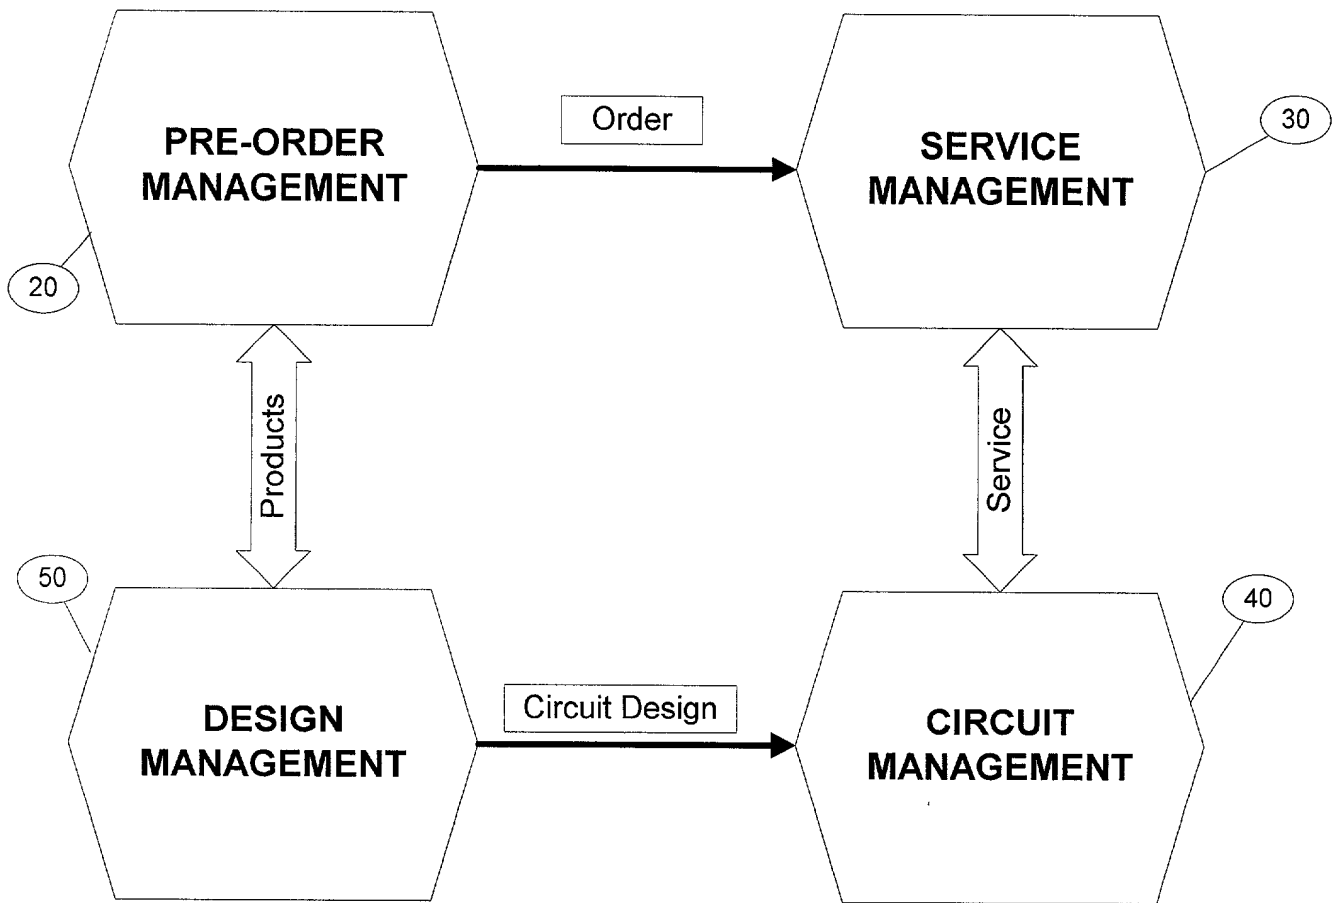 PRE-ORDER
MANAGEMENT
Order
SERVICE
MANAGEMENT
30
20
Products
Service
50
40
DESIGN
MANAGEMENT
Circuit Design
CIRCUIT
MANAGEMENT